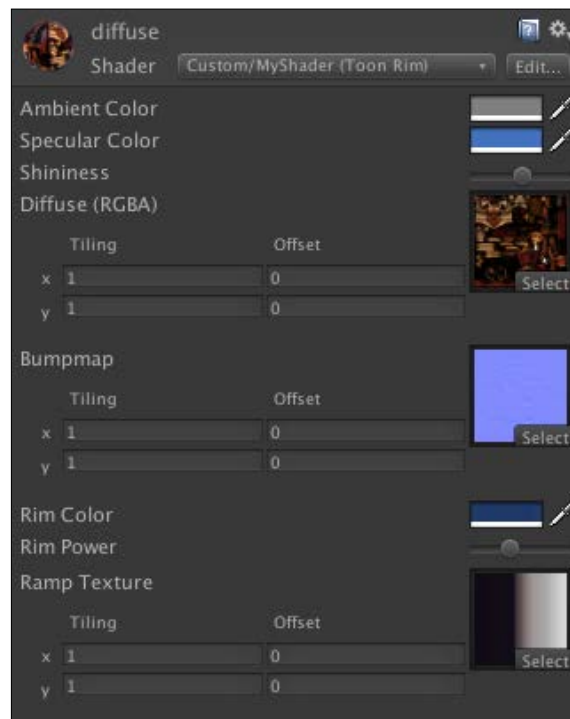 diffuse
Shader Custom/MyShader (Toon Rim) Edit...
Ambient Color
Specular Color
Shininess
Diffuse (RGBA)
Tiling Offset
x 1 0
y 1 0
Select
Bumpmap
Tiling Offset
x 1 0
y 1 0
Select
Rim Color
Rim Power
Ramp Texture
Tiling Offset
x 1 0
y 1 0
Select